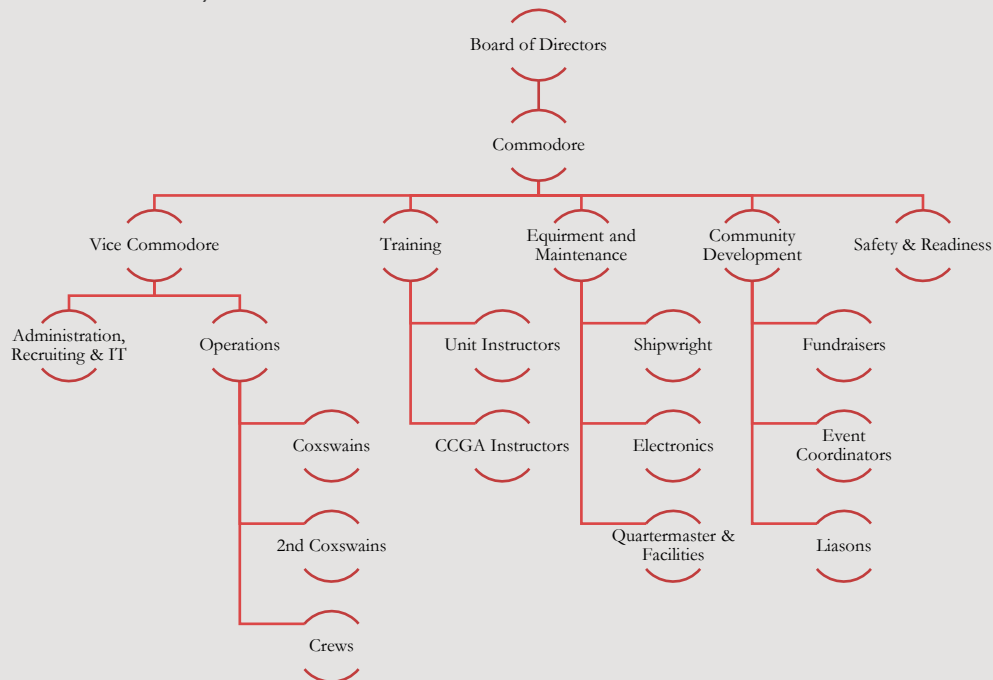 Board of Directors
Commodore
Vice Commodore
Training
Equirment and
Maintenance
Community
Development
Safety & Readiness
Administration,
Recruiting & IT
Operations
Unit Instructors
Shipwright
Fundraisers
Coxswains
CCGA Instructors
Electronics
Event
Coordinators
2nd Coxswains
Quartermaster &
Facilities
Liasons
Crews